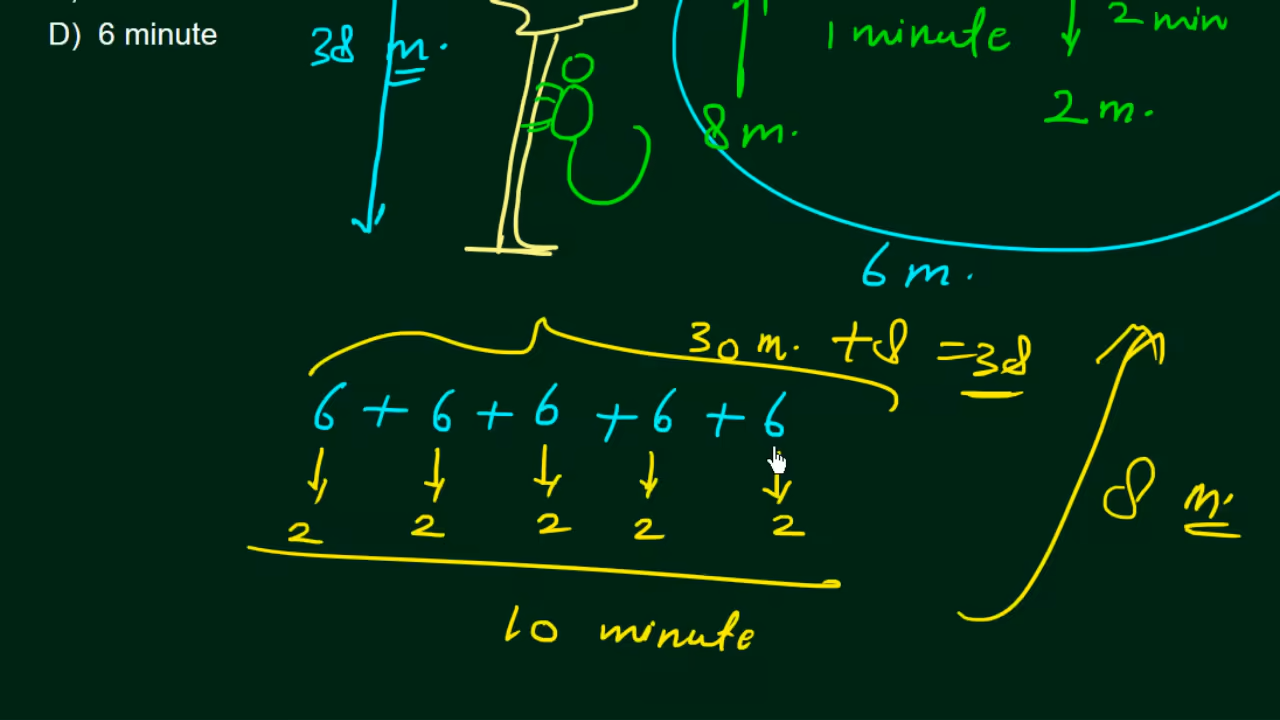 D) 6 minute
38 m.
1 minute
2 min
8 m.
2 m.
6 m.
30 m. + 8 = 38
6 + 6 + 6 + 6 + 6
2 2 2 2 2
8 m.
10 minute